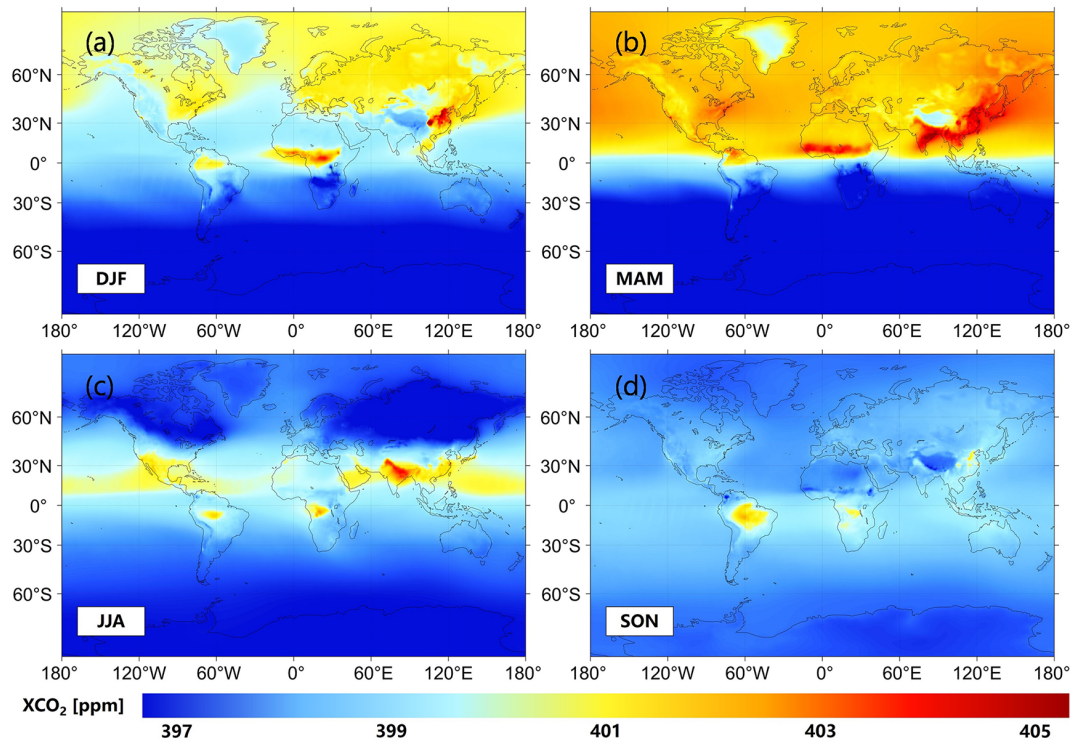 (a) (b)
60°N 60°N
30°N 30°N
0° 0°
30°S 30°S
60°S 60°S
DJF MAM
180° 120°W 60°W 0° 60°E 120°E 180° 180° 120°W 60°W 0° 60°E 120°E 180°
(c) (d)
60°N 60°N
30°N 30°N
0° 0°
30°S 30°S
60°S 60°S
JJA SON
180° 120°W 60°W 0° 60°E 120°E 180° 180° 120°W 60°W 0° 60°E 120°E 180°
XCO₂ [ppm]
397 399 401 403 405